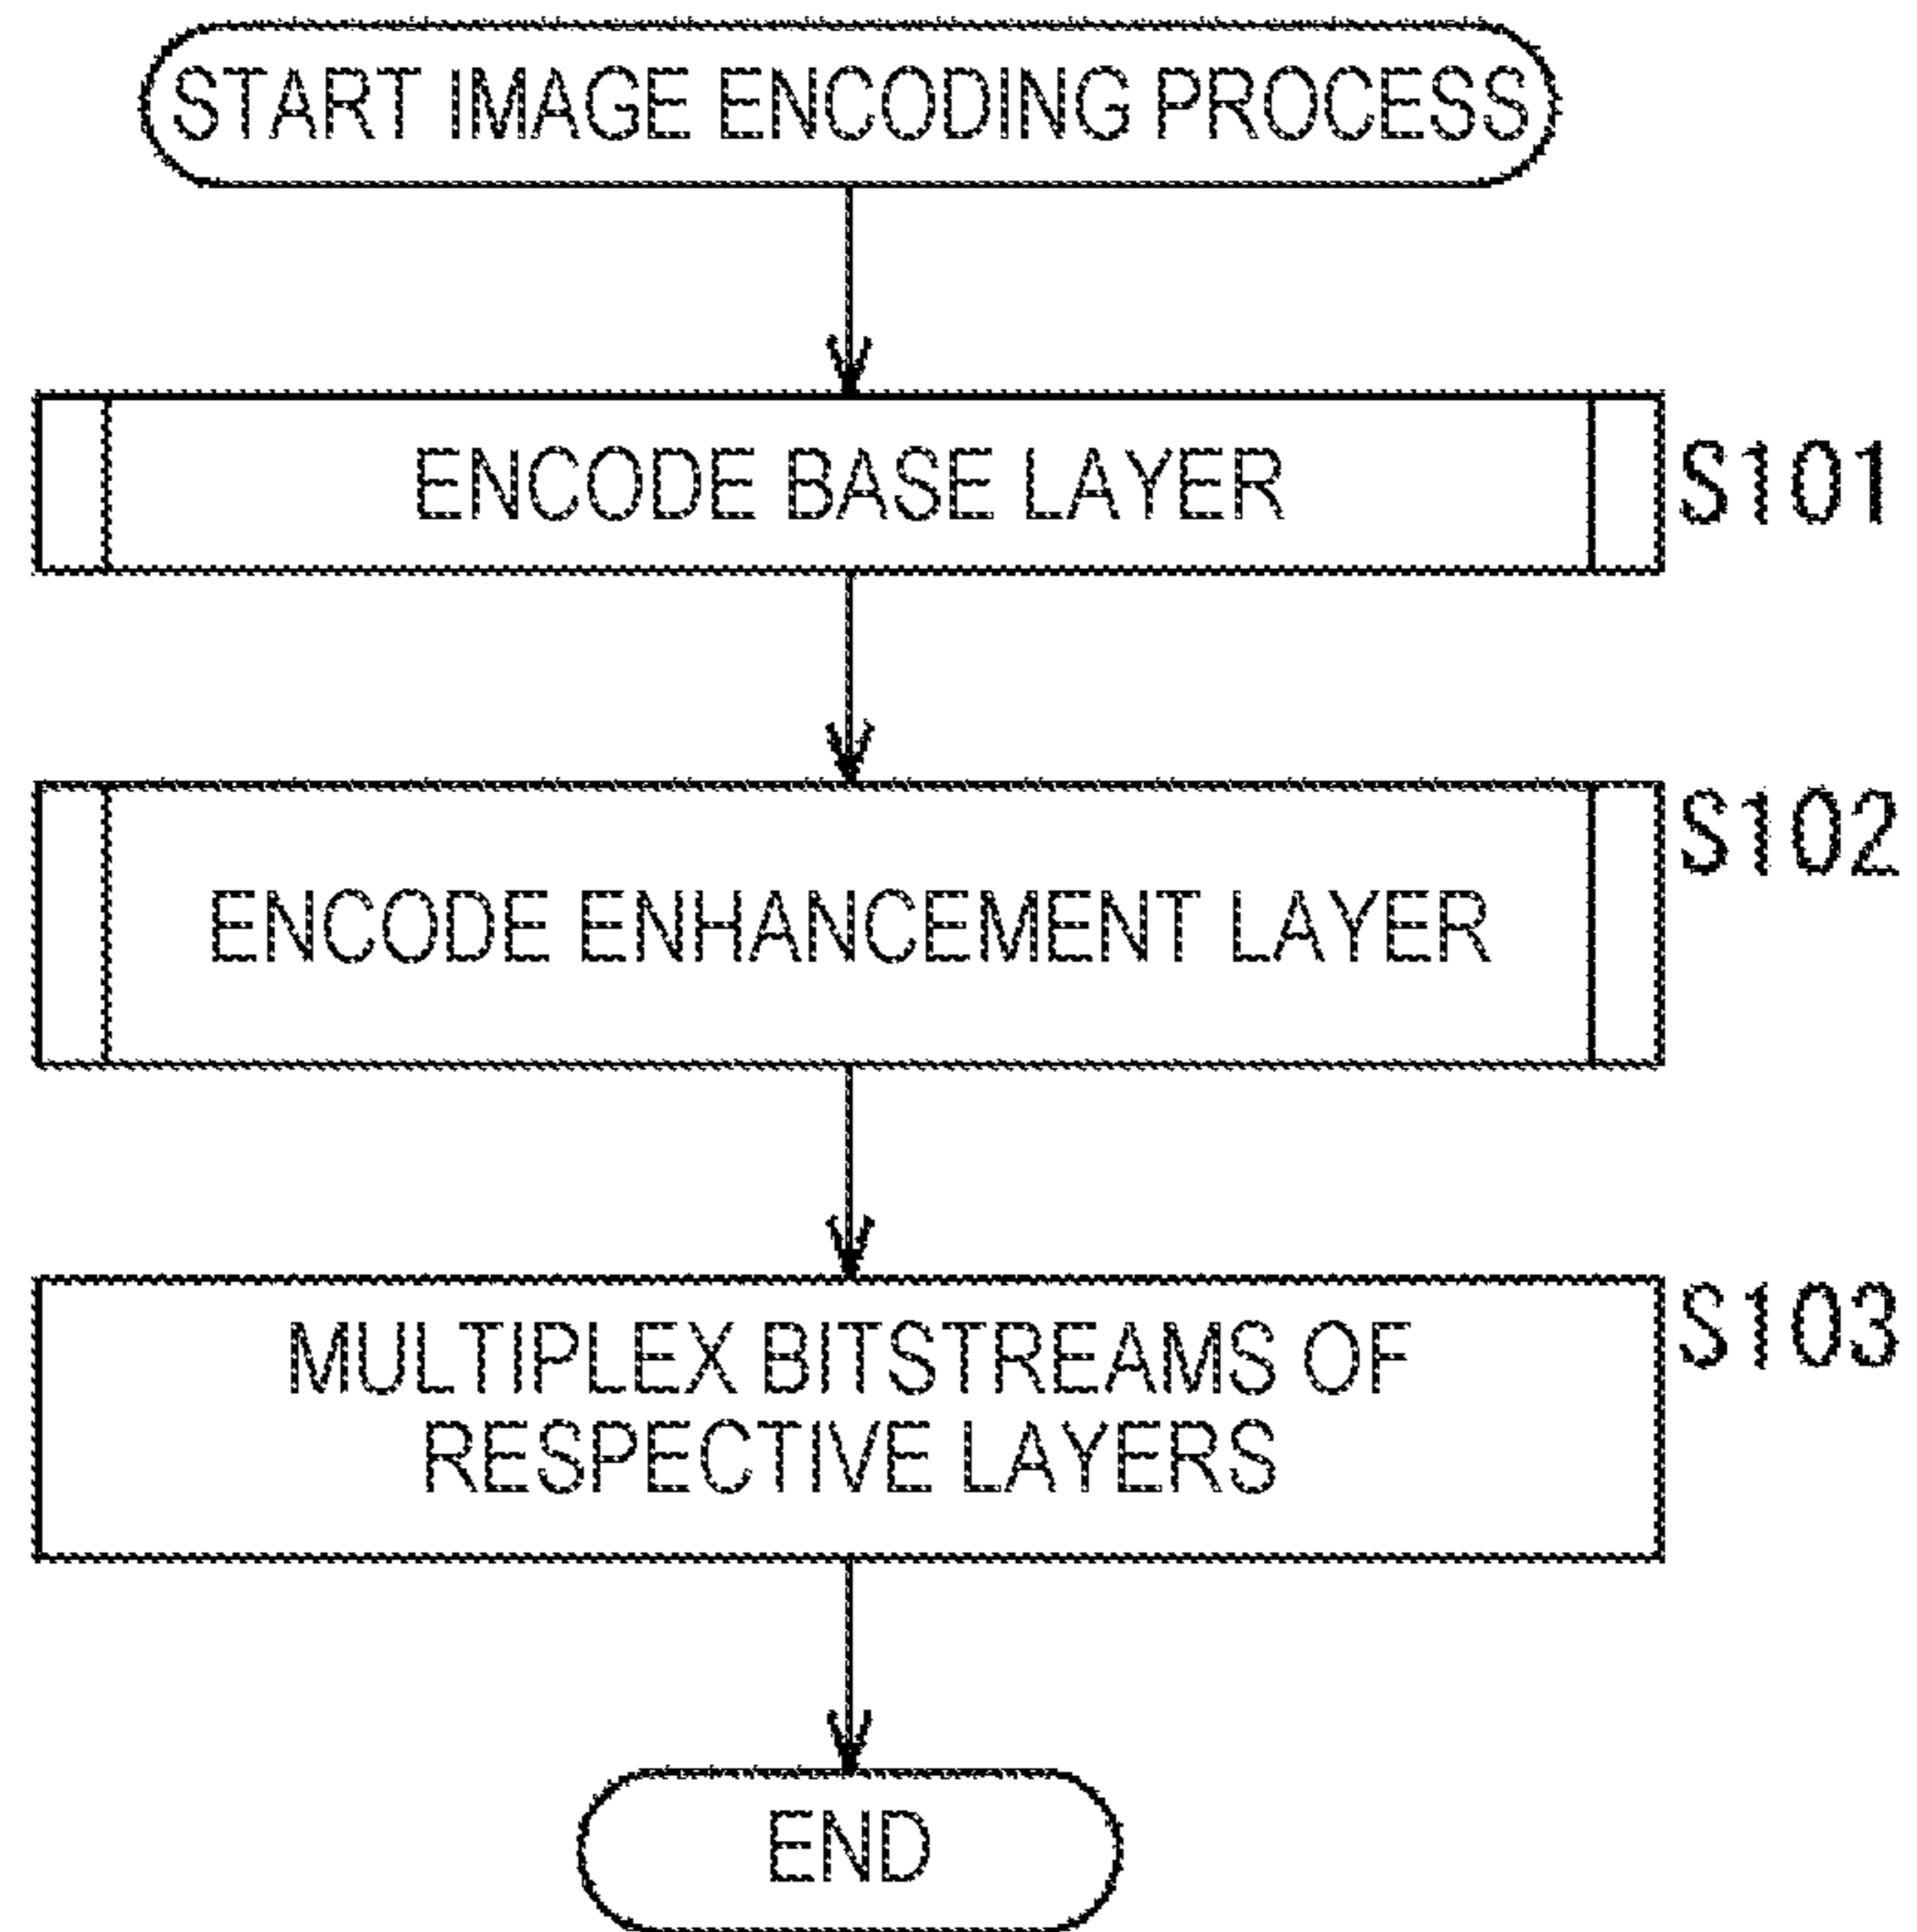 START IMAGE ENCODING PROCESS
ENCODE BASE LAYER
S101
ENCODE ENHANCEMENT LAYER
S102
MULTIPLEX BITSTREAMS OF
RESPECTIVE LAYERS
S103
END